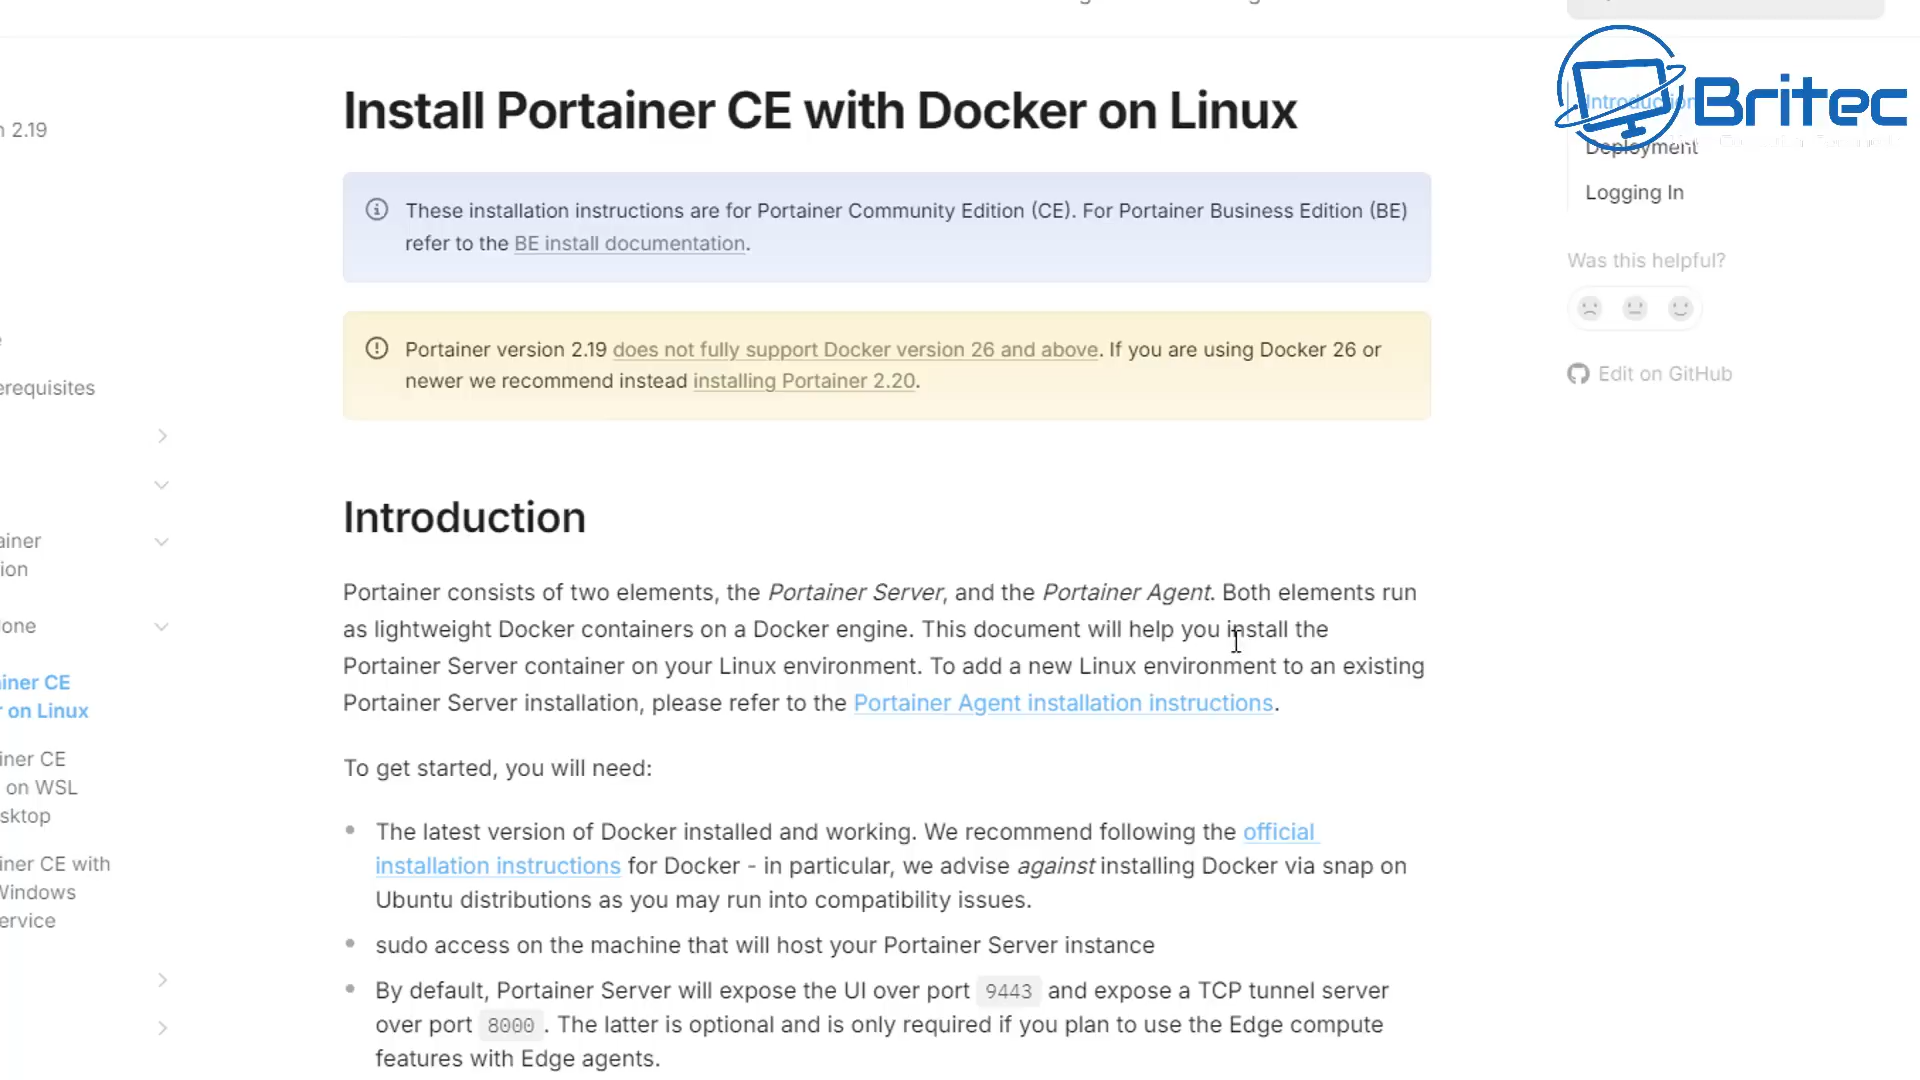 Install Portainer CE with Docker on Linux
These installation instructions are for Portainer Community Edition (CE). For Portainer Business Edition (BE)
refer to the BE install documentation.
Portainer version 2.19 does not fully support Docker version 26 and above. If you are using Docker 26 or
newer we recommend instead installing Portainer 2.20.
Introduction
Portainer consists of two elements, the Portainer Server, and the Portainer Agent. Both elements run
as lightweight Docker containers on a Docker engine. This document will help you install the
Portainer Server container on your Linux environment. To add a new Linux environment to an existing
Portainer Server installation, please refer to the Portainer Agent installation instructions.
To get started, you will need:
The latest version of Docker installed and working. We recommend following the official
installation instructions for Docker - in particular, we advise against installing Docker via snap on
Ubuntu distributions as you may run into compatibility issues.
sudo access on the machine that will host your Portainer Server instance
By default, Portainer Server will expose the UI over port 9443 and expose a TCP tunnel server
over port 8000. The latter is optional and is only required if you plan to use the Edge compute
features with Edge agents.
n 2.19
erequisites
ainer
ion
lone
ainer CE
r on Linux
iner CE
on WSL
sktop
iner CE with
Windows
ervice
Britec
Introduction
Deployment
Logging In
Was this helpful?
Edit on GitHub